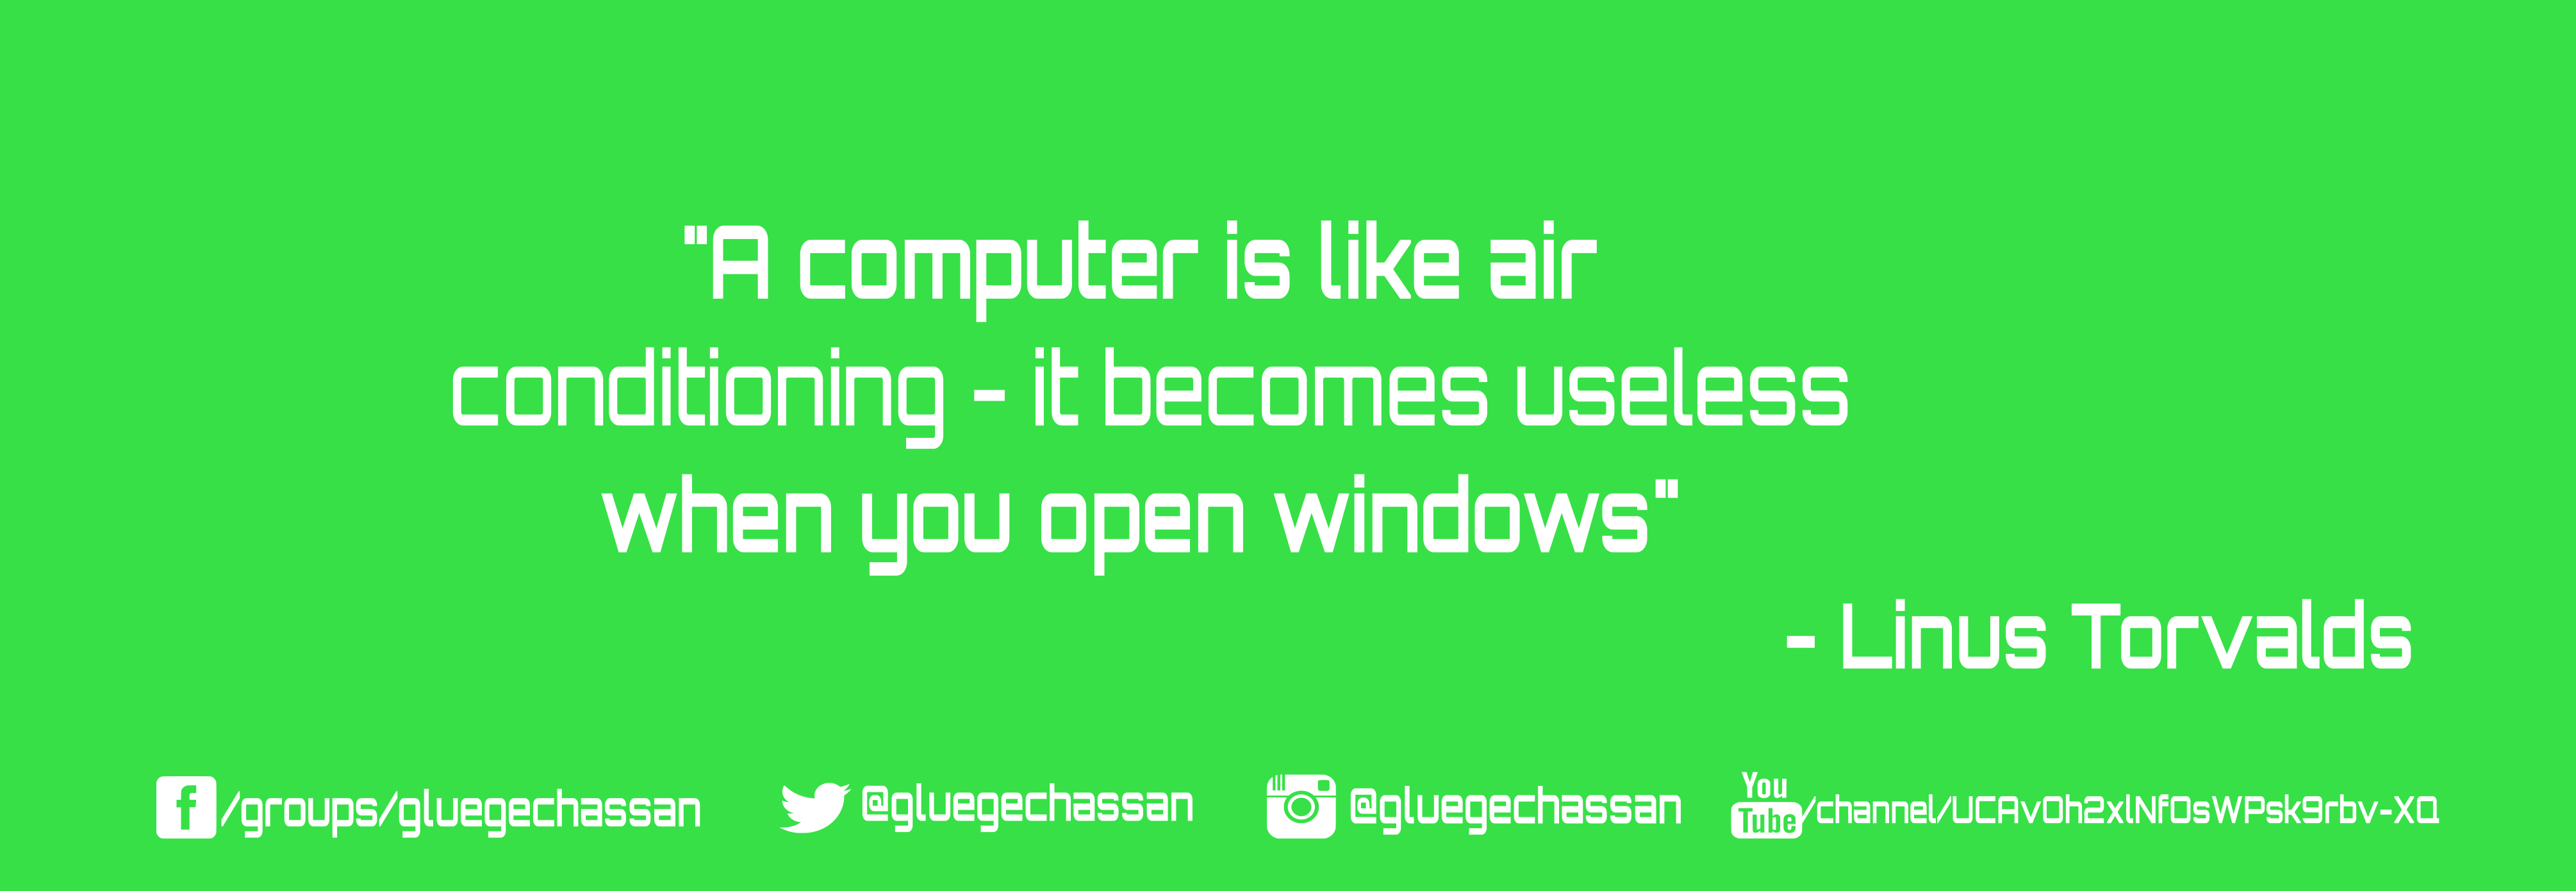 "A computer is like air
conditioning - it becomes useless
when you open windows"
- Linus Torvalds
f /groups/gluegechassan @gluegechassan @gluegechassan You Tube /channel/UCAvOh2xlNfOsWPsk9rbv-XQ